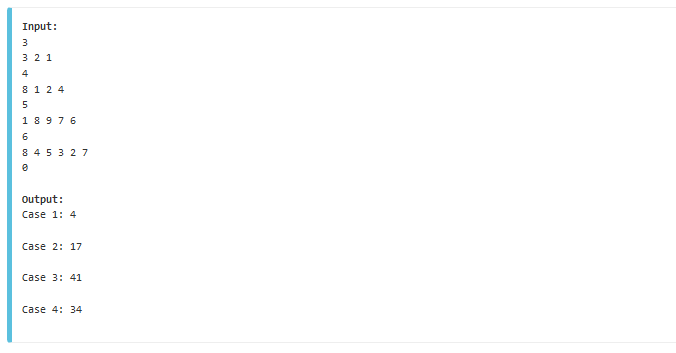 Input:
3
3 2 1
4
8 1 2 4
5
1 8 9 7 6
6
8 4 5 3 2 7
0
Output:
Case 1: 4
Case 2: 17
Case 3: 41
Case 4: 34